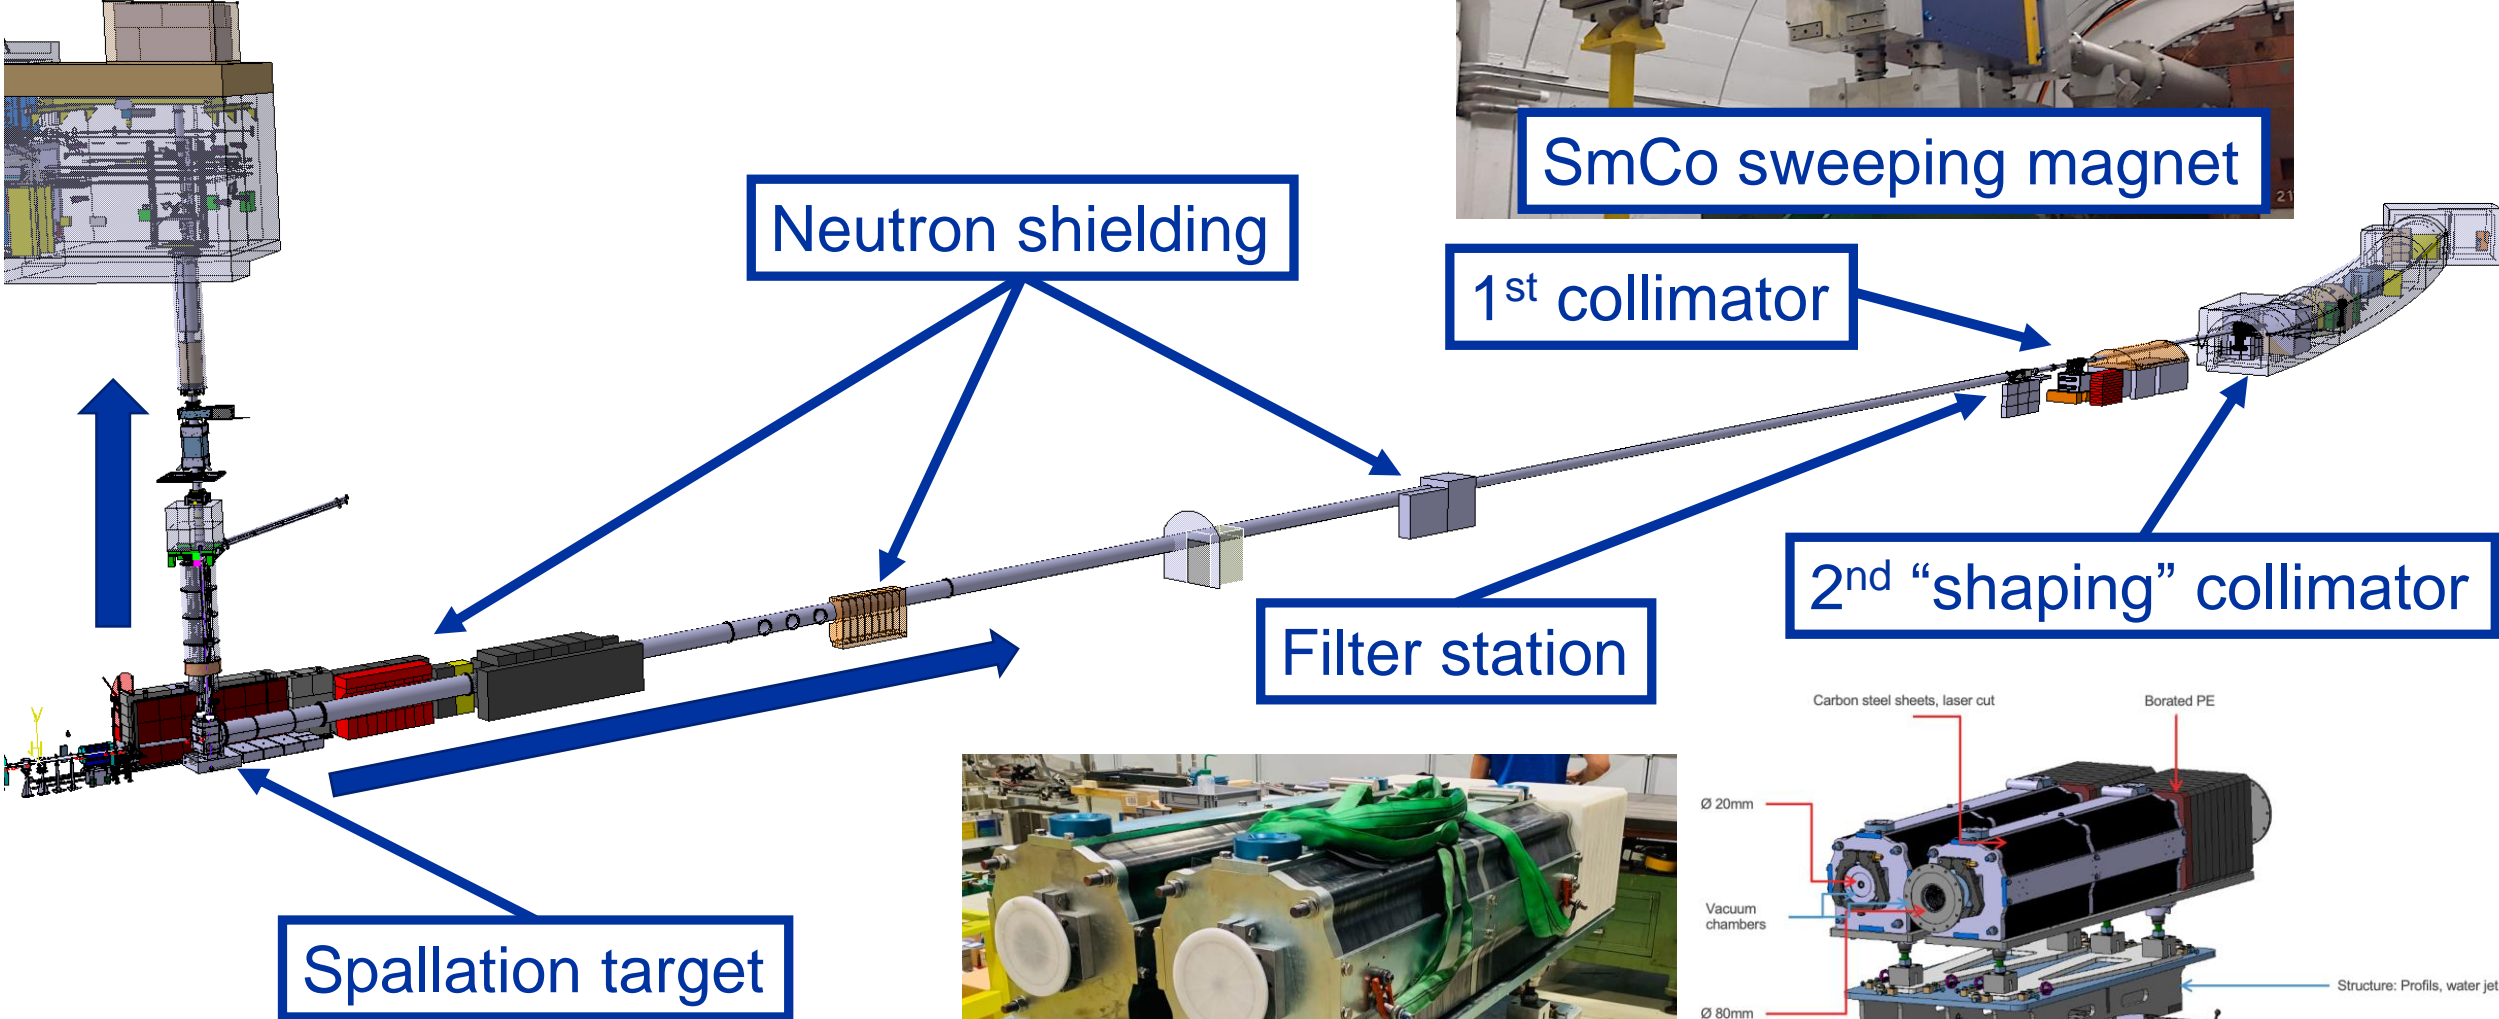 SmCo sweeping magnet
21
Neutron shielding
1st collimator
2nd “shaping” collimator
Filter station
Spallation target
Carbon steel sheets, laser cut
Borated PE
Ø 20mm
Vacuum
chambers
Structure: Profils, water jet
Ø 80mm
Y